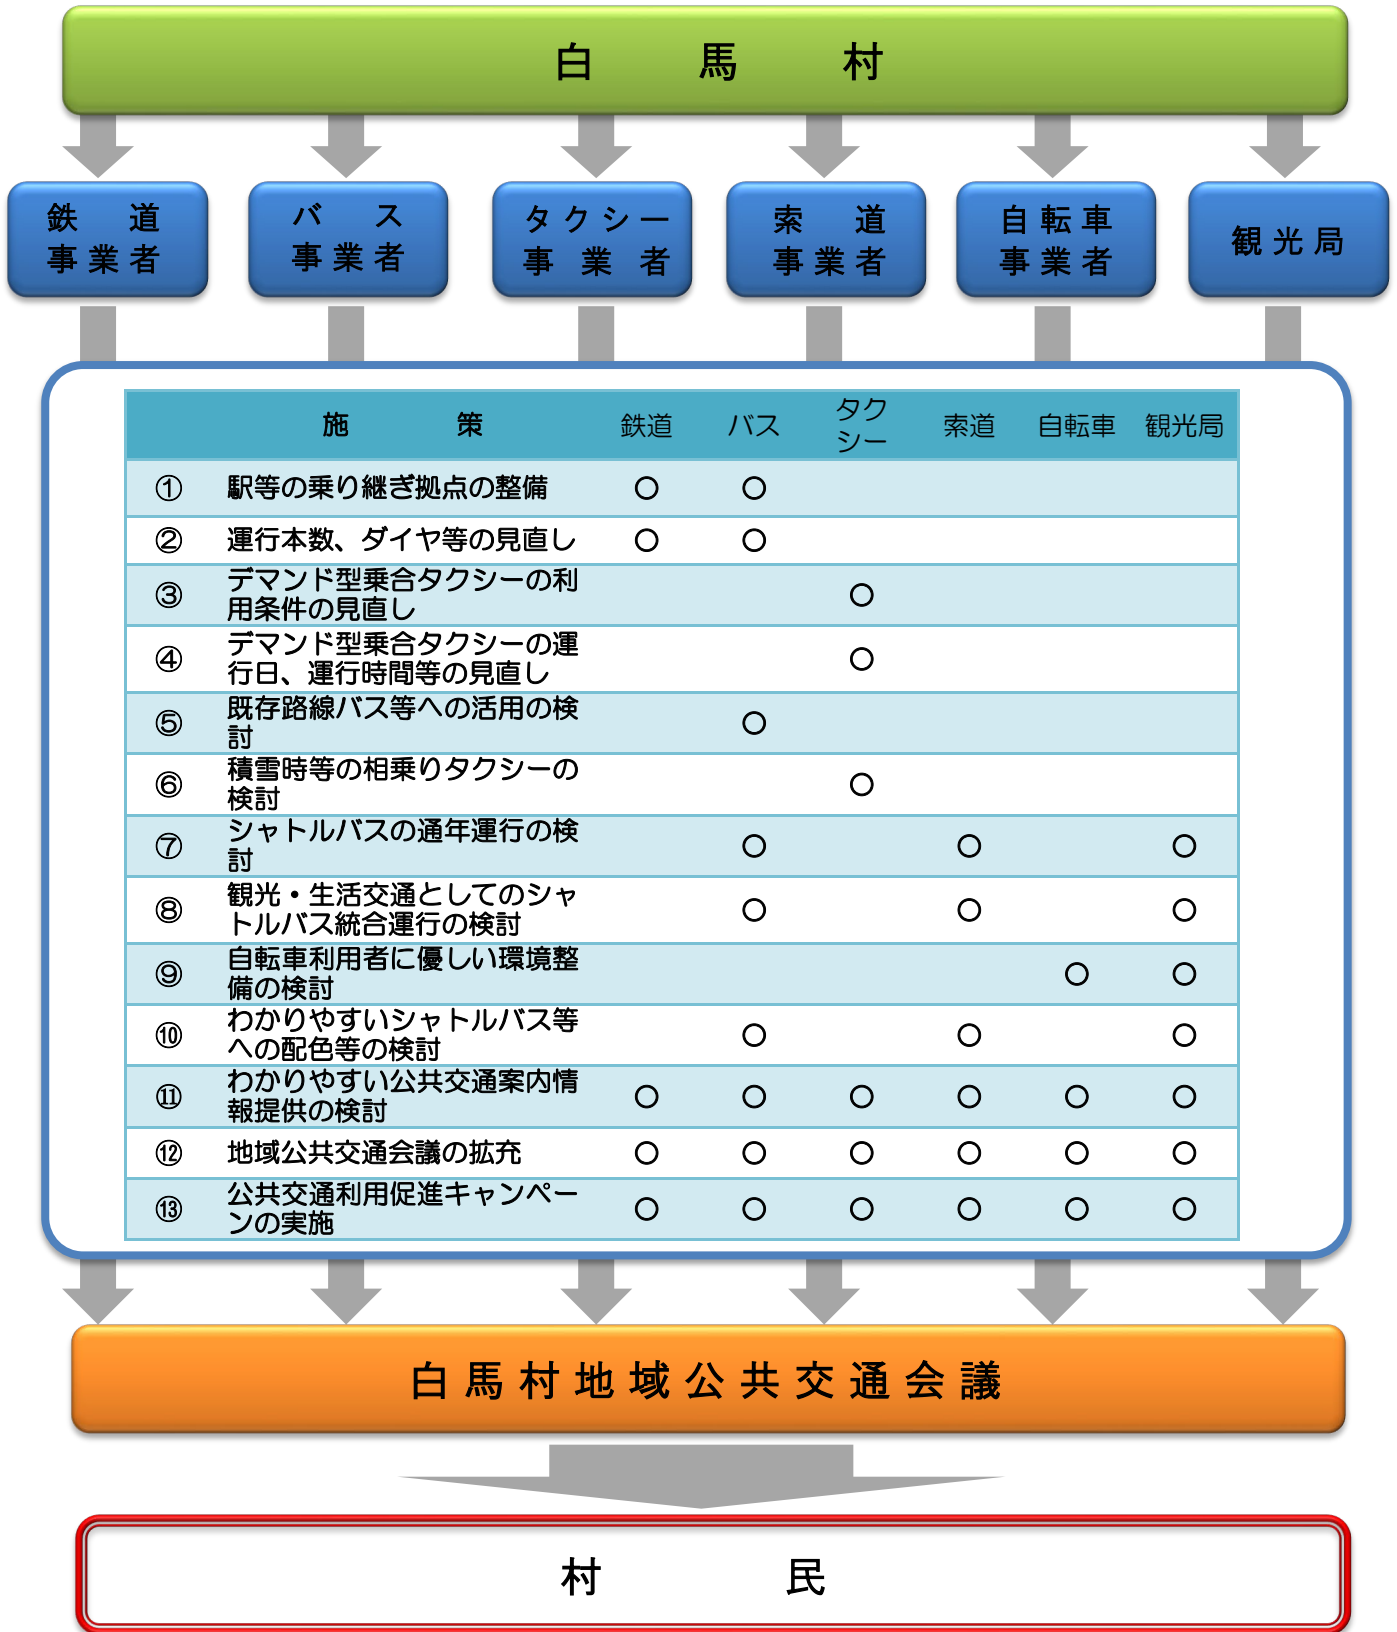 白馬村
鉄道
事業者
バス
事業者
タクシー
事業者
索道
事業者
自転車
事業者
観光局
施策 鉄道 バス タク
シー 索道 自転車 観光局
① 駅等の乗り継ぎ拠点の整備 ○ ○
② 運行本数、ダイヤ等の見直し ○ ○
③ デマンド型乗合タクシーの利
用条件の見直し ○
④ デマンド型乗合タクシーの運
行日、運行時間等の見直し ○
⑤ 既存路線バス等への活用の検
討 ○
⑥ 積雪時等の相乗りタクシーの
検討 ○
⑦ シャトルバスの通年運行の検
討 ○ ○ ○
⑧ 観光・生活交通としてのシャ
トルバス統合運行の検討 ○ ○ ○
⑨ 自転車利用者に優しい環境整
備の検討 ○ ○
⑩ わかりやすいシャトルバス等
への配色等の検討 ○ ○ ○
⑪ わかりやすい公共交通案内情
報提供の検討 ○ ○ ○ ○ ○ ○
⑫ 地域公共交通会議の拡充 ○ ○ ○ ○ ○ ○
⑬ 公共交通利用促進キャンペー
ンの実施 ○ ○ ○ ○ ○ ○
白馬村地域公共交通会議
村民